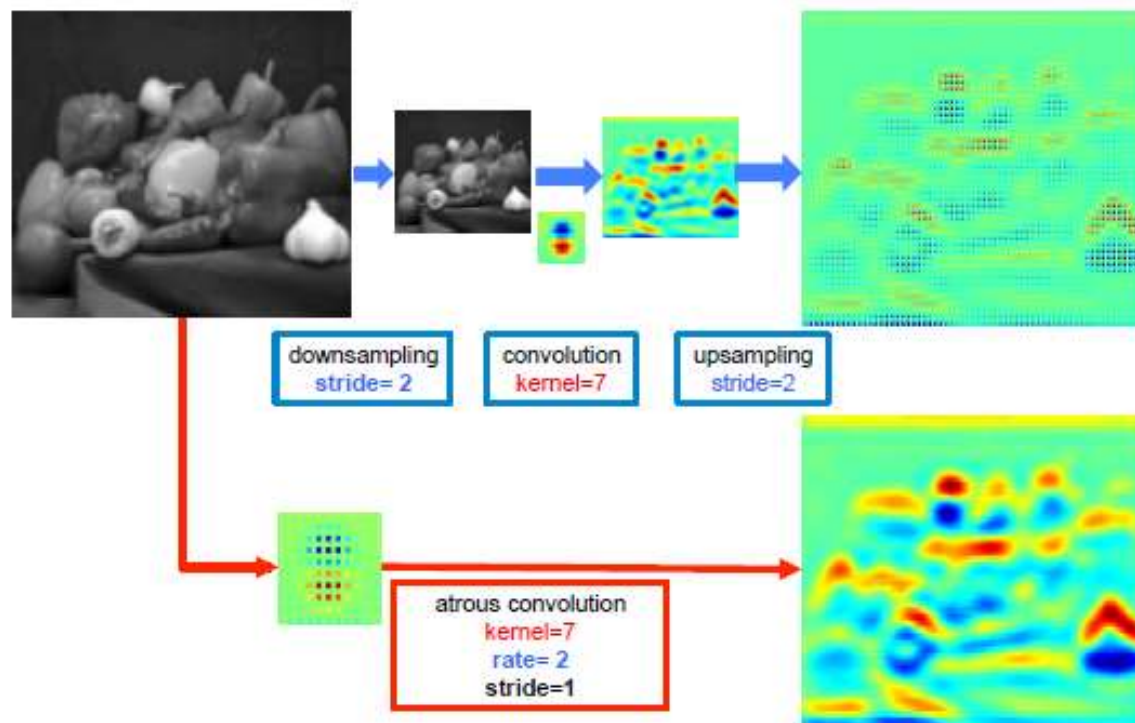 downsampling
stride= 2
convolution
kernel=7
upsampling
stride=2
atrous convolution
kernel=7
rate= 2
stride=1